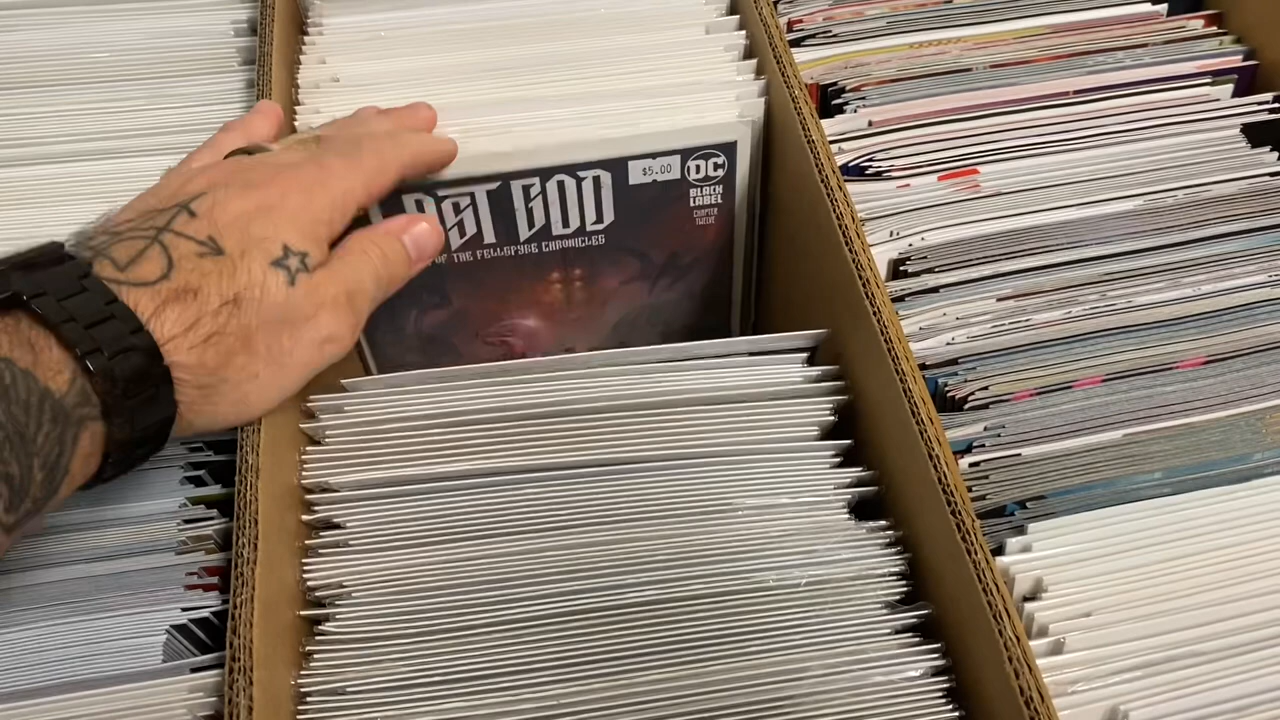 $5.00
DC
BLACK
LABEL
CHAPTER
TWELVE
OST GOD
OF THE FELLSPYRE CHRONICLES